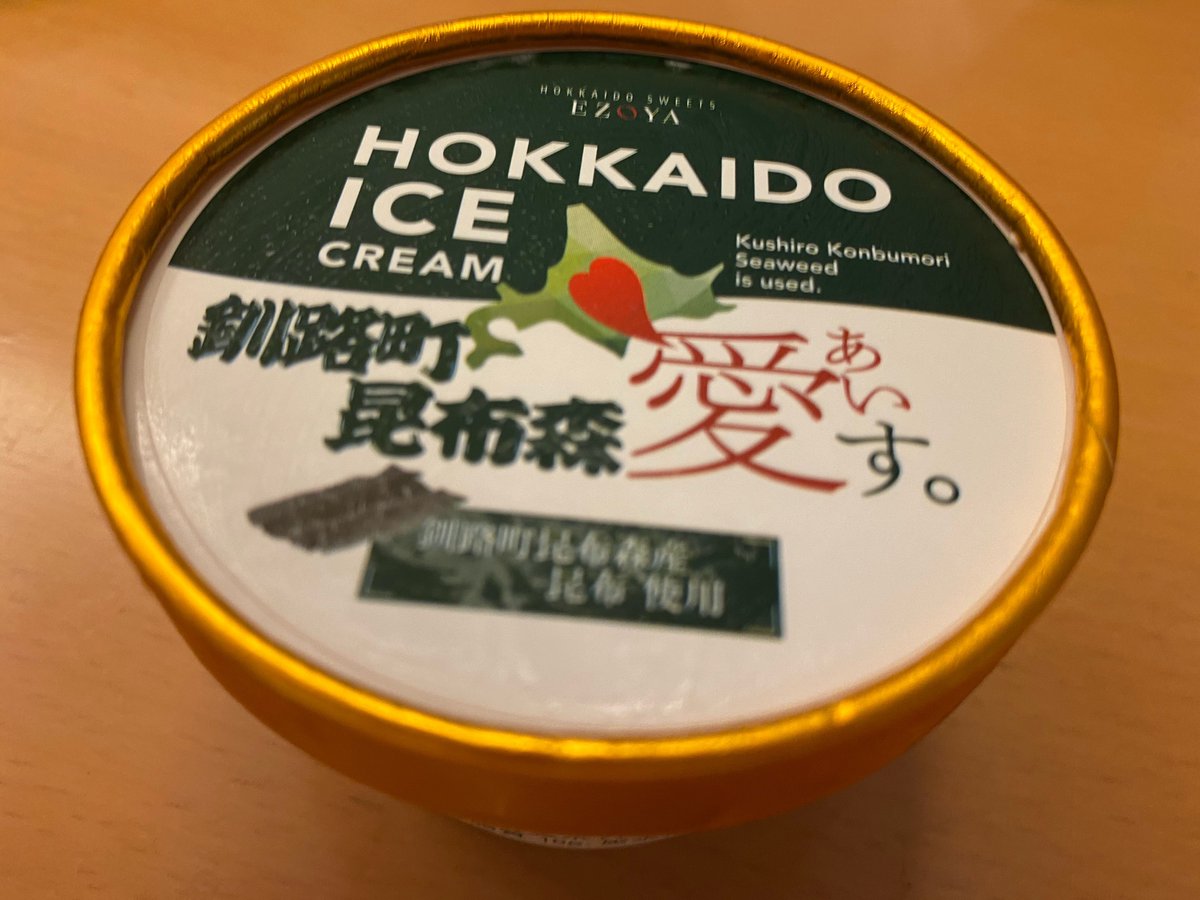 HOKKAIDO SWEETS
EZOYA
HOKKAIDO
ICE
CREAM
Kushiro Konbumori
Seaweed
is used.
釧路町
昆布森
愛
あい
す。
釧路町昆布森産
昆布 使用